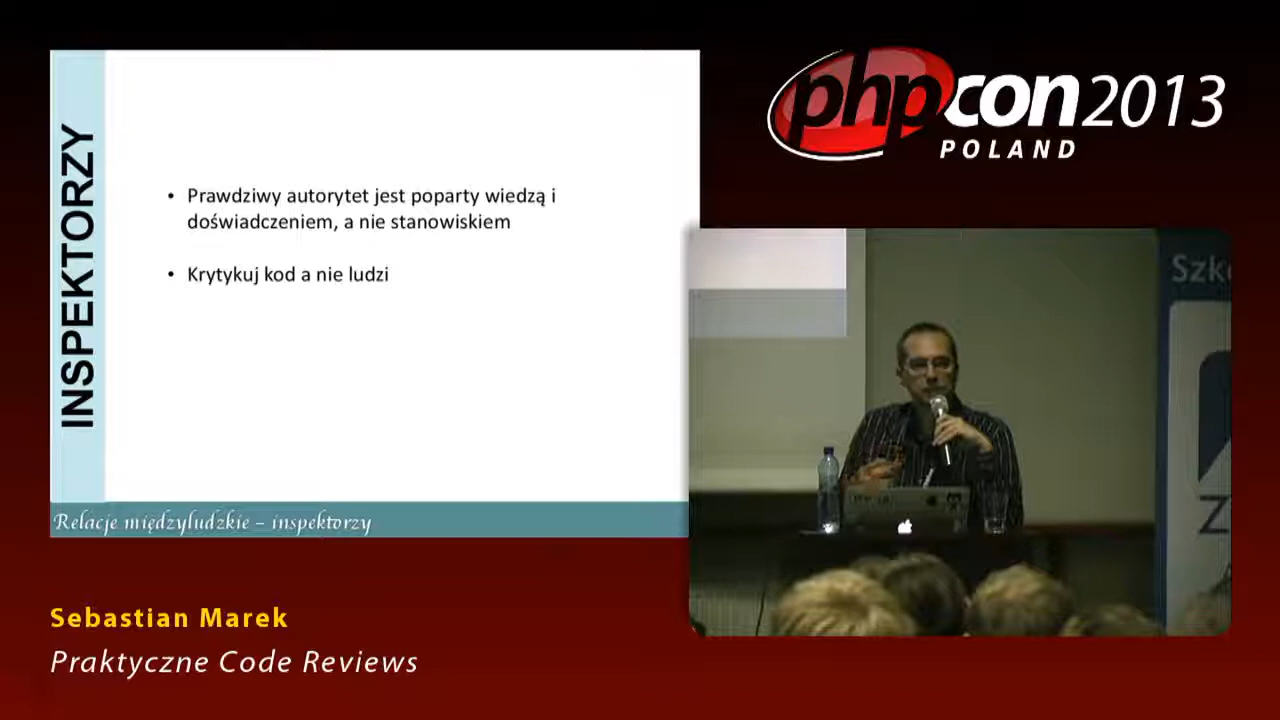 INSPEKTORZY
• Prawdziwy autorytet jest poparty wiedzą i
doświadczeniem, a nie stanowiskiem
• Krytykuj kod a nie ludzi
Relacje międzyludzkie – inspektorzy
phpcon2013
POLAND
Sebastian Marek
Praktyczne Code Reviews